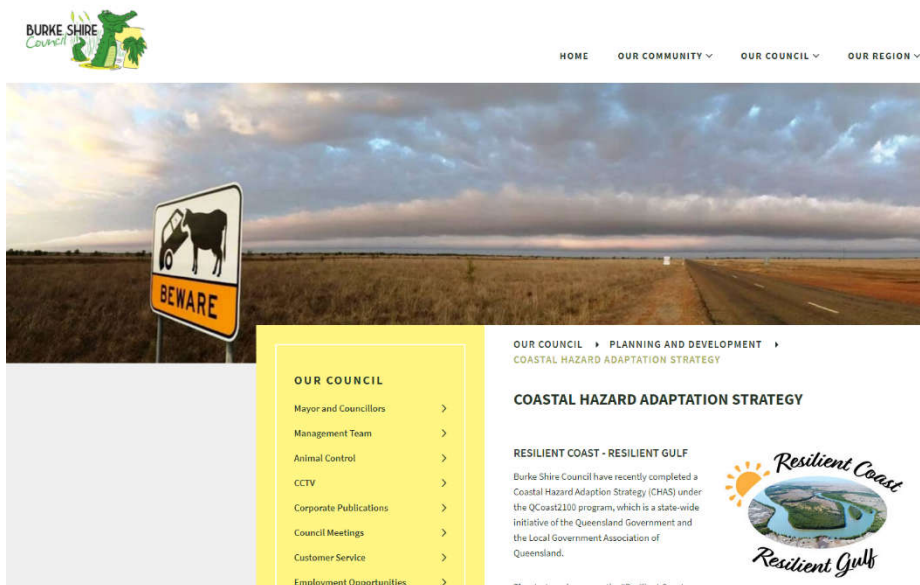 BURKE SHIRE
Council
HOME OUR COMMUNITY OUR COUNCIL OUR REGION
BEWARE
OUR COUNCIL
Mayor and Councillors
Management Team
Animal Control
CCTV
Corporate Publications
Council Meetings
Customer Service
Employment Opportunities
OUR COUNCIL PLANNING AND DEVELOPMENT
COASTAL HAZARD ADAPTATION STRATEGY
COASTAL HAZARD ADAPTATION STRATEGY
RESILIENT COAST - RESILIENT GULF
Burke Shire Council have recently completed a
Coastal Hazard Adaption Strategy (CHAS) under
the QCoast2100 program, which is a state-wide
initiative of the Queensland Government and
the Local Government Association of
Queensland.
Resilient Coast
Resilient Gulf